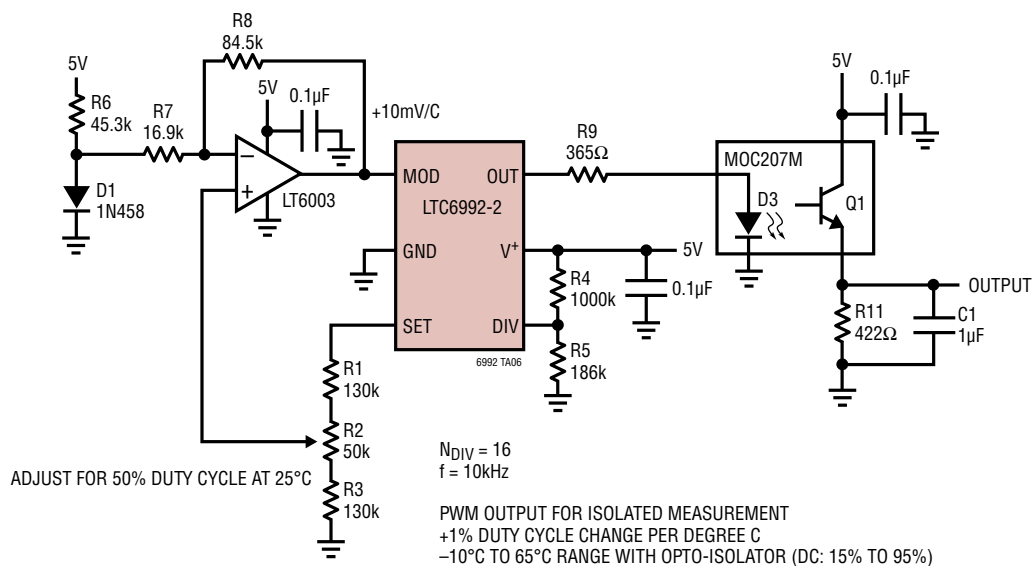 R8
84.5k
5V
R6
45.3k
R7
16.9k
5V
0.1µF
+10mV/C
–
+
LT6003
D1
1N458
MOD
OUT
LTC6992-2
GND
V+
SET
DIV
6992 TA06
R9
365Ω
5V
0.1µF
MOC207M
D3
Q1
5V
R4
1000k
0.1µF
R5
186k
OUTPUT
R11
422Ω
C1
1µF
R1
130k
R2
50k
R3
130k
ADJUST FOR 50% DUTY CYCLE AT 25°C
NDIV = 16
f = 10kHz
PWM OUTPUT FOR ISOLATED MEASUREMENT
+1% DUTY CYCLE CHANGE PER DEGREE C
–10°C TO 65°C RANGE WITH OPTO-ISOLATOR (DC: 15% TO 95%)